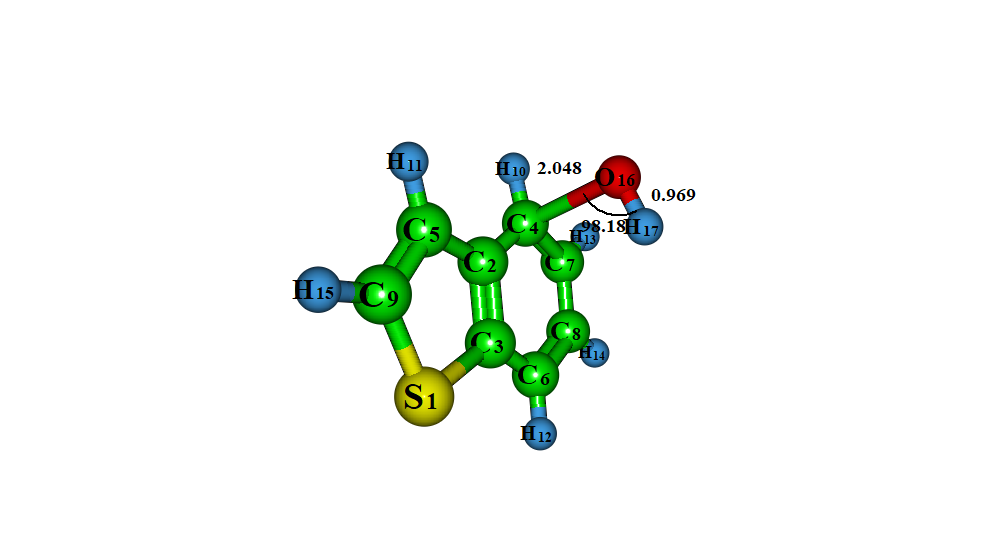 H11
H10
2.048
O16
0.969
C5
C4
98.18
H17
H13
C2
C7
H15
C9
C8
C3
H14
C6
S1
H12